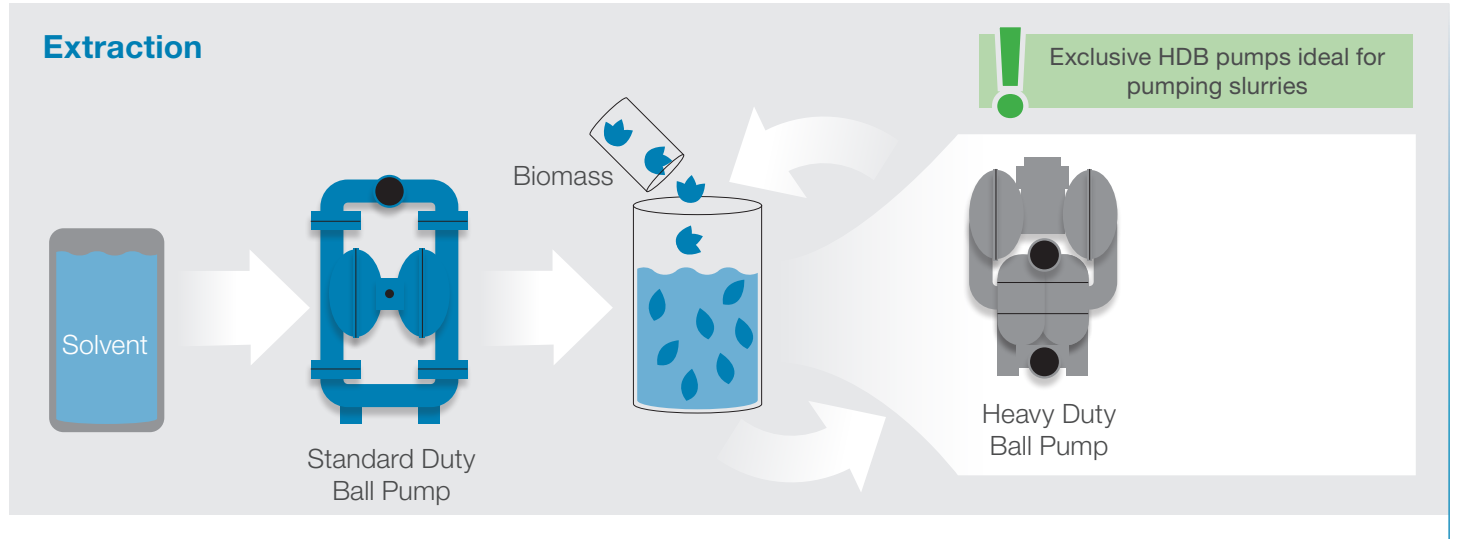 Extraction
Exclusive HDB pumps ideal for
pumping slurries
Biomass
Solvent
Standard Duty
Ball Pump
Heavy Duty
Ball Pump